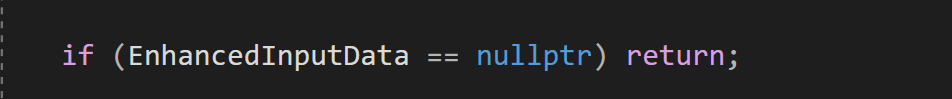 if (EnhancedInputData == nullptr) return;